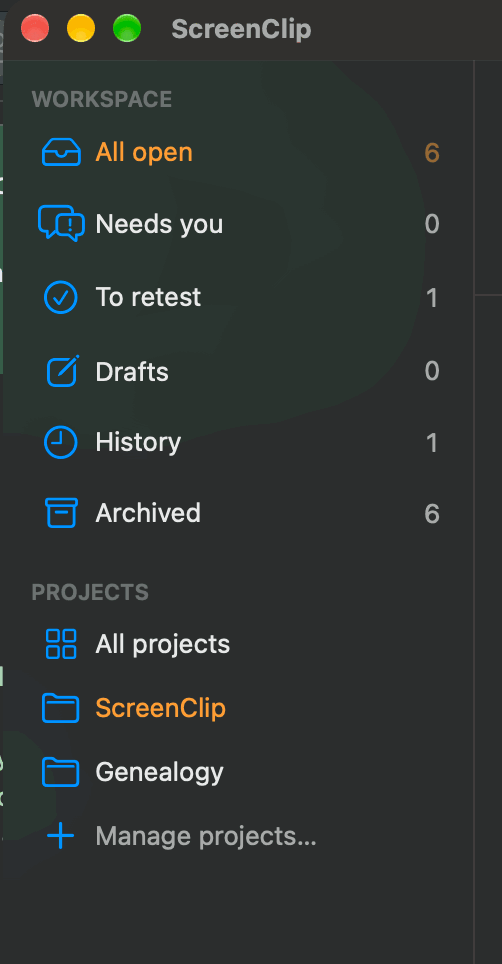 ScreenClip
WORKSPACE
All open 6
Needs you 0
To retest 1
Drafts 0
History 1
Archived 6
PROJECTS
All projects
ScreenClip
Genealogy
Manage projects...